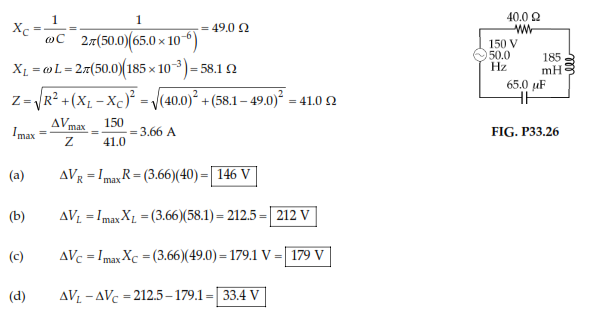 X_C = 1/(ωC) = 1/(2π(50.0)(65.0 × 10⁻⁶)) = 49.0 Ω
X_L = ωL = 2π(50.0)(185 × 10⁻³) = 58.1 Ω
Z = √(R² + (X_L − X_C)²) = √((40.0)² + (58.1 − 49.0)²) = 41.0 Ω
I_max = ΔV_max/Z = 150/41.0 = 3.66 A
(a) ΔV_R = I_max R = (3.66)(40) = 146 V
(b) ΔV_L = I_max X_L = (3.66)(58.1) = 212.5 = 212 V
(c) ΔV_C = I_max X_C = (3.66)(49.0) = 179.1 V = 179 V
(d) ΔV_L − ΔV_C = 212.5 − 179.1 = 33.4 V
40.0 Ω
150 V
50.0
Hz
185
mH
65.0 μF
FIG. P33.26